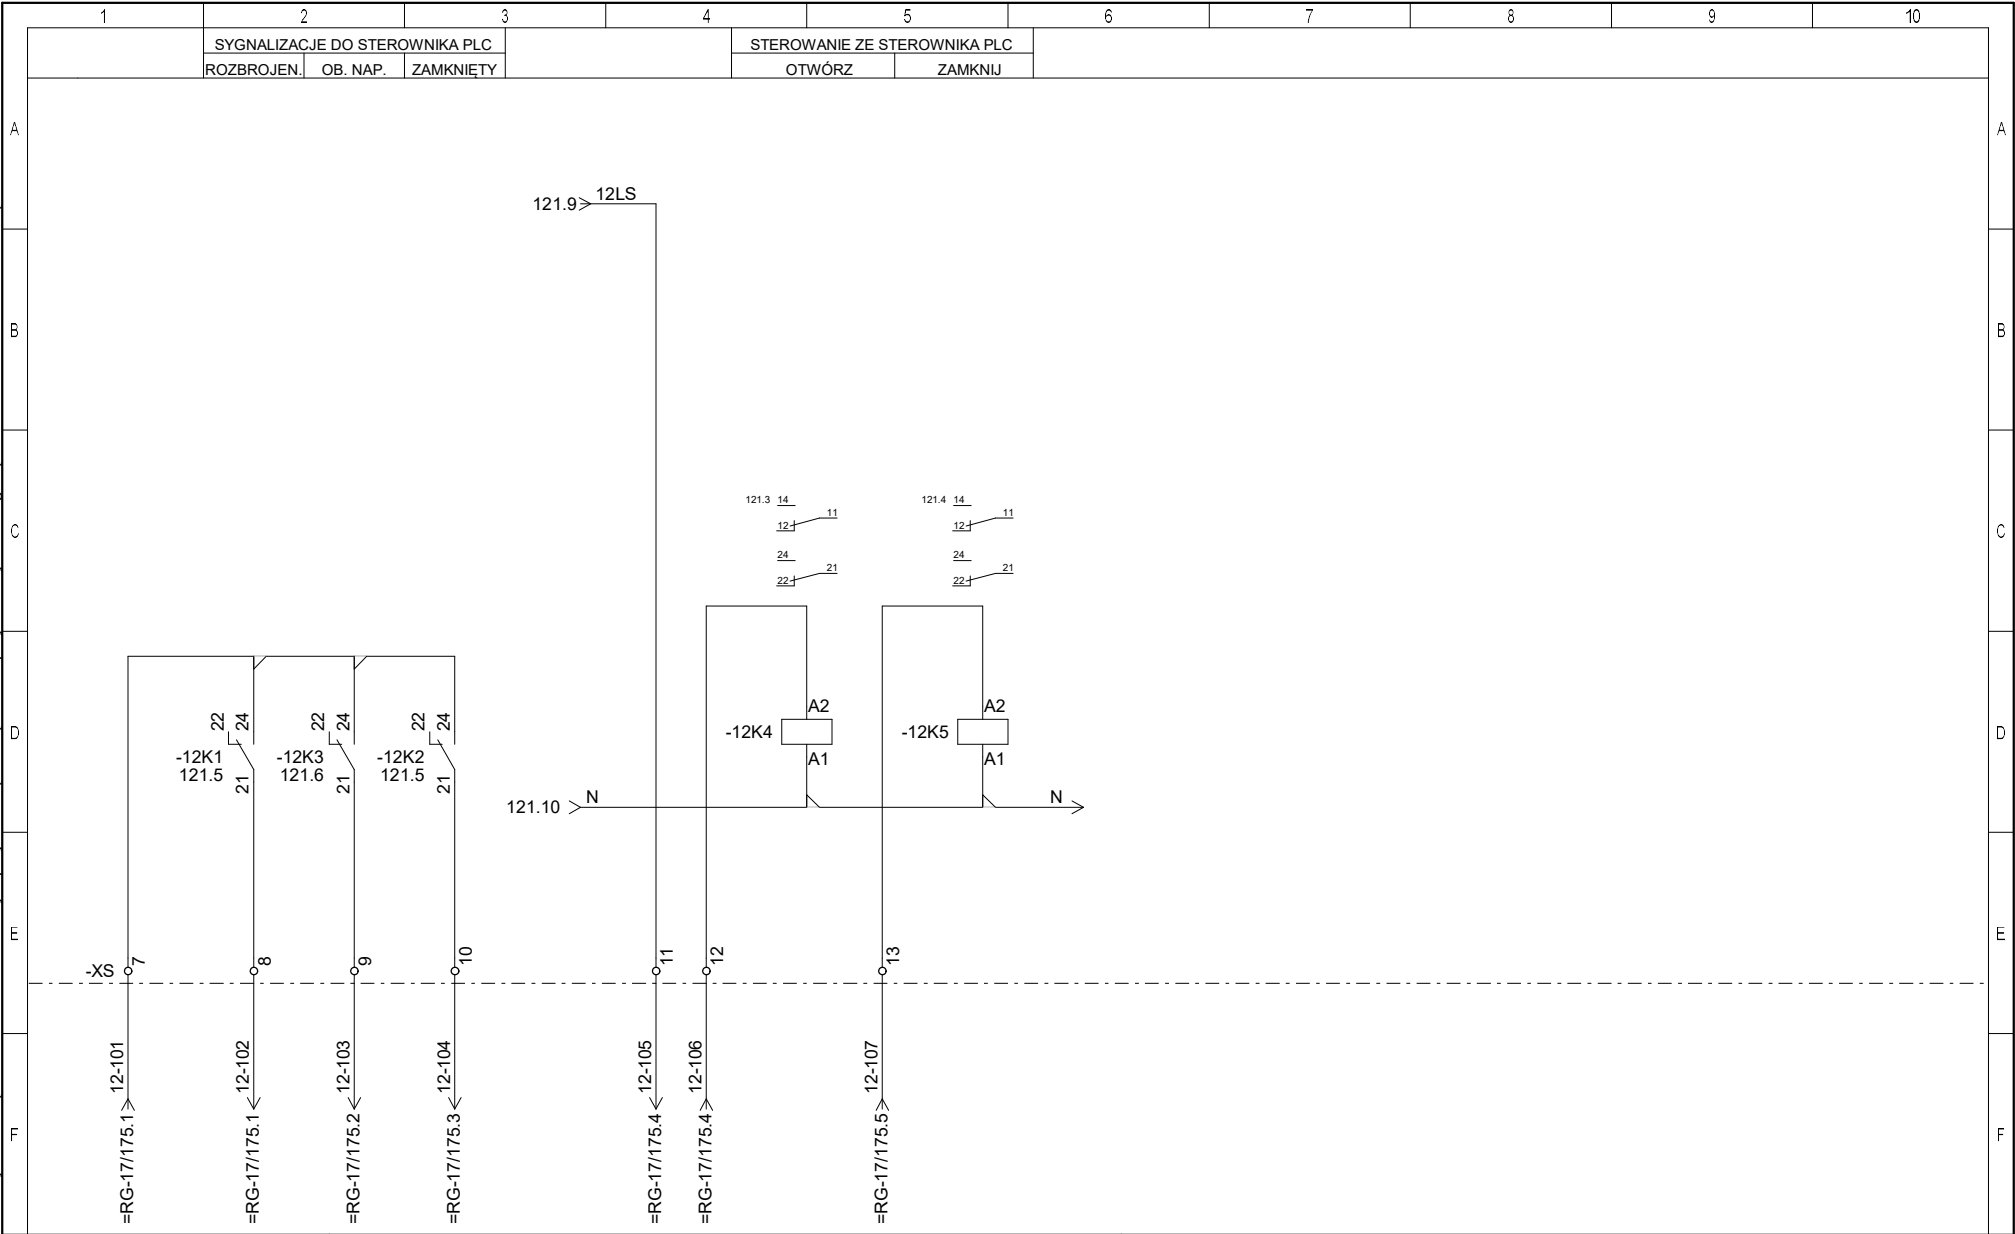 1 2 3 4 5 6 7 8 9 10
SYGNALIZACJE DO STEROWNIKA PLC
ROZBROJEN. OB. NAP. ZAMKNIĘTY
STEROWANIE ZE STEROWNIKA PLC
OTWÓRZ ZAMKNIJ
A A
121.9 12LS
B B
121.3 14 121.4 14
11 11
12 12
C C
24 24
21 21
22 22
22 24 22 24 22 24
A2 A2
D -12K4 -12K5 D
-12K1 -12K3 -12K2
121.5 121.6 121.5
A1 A1
21 21 21
121.10 N N
E E
-XS 7 8 9 10 11 12 13
12-101 12-102 12-103 12-104 12-105 12-106 12-107
F F
=RG-17/175.1 =RG-17/175.1 =RG-17/175.2 =RG-17/175.3 =RG-17/175.4 =RG-17/175.4 =RG-17/175.5